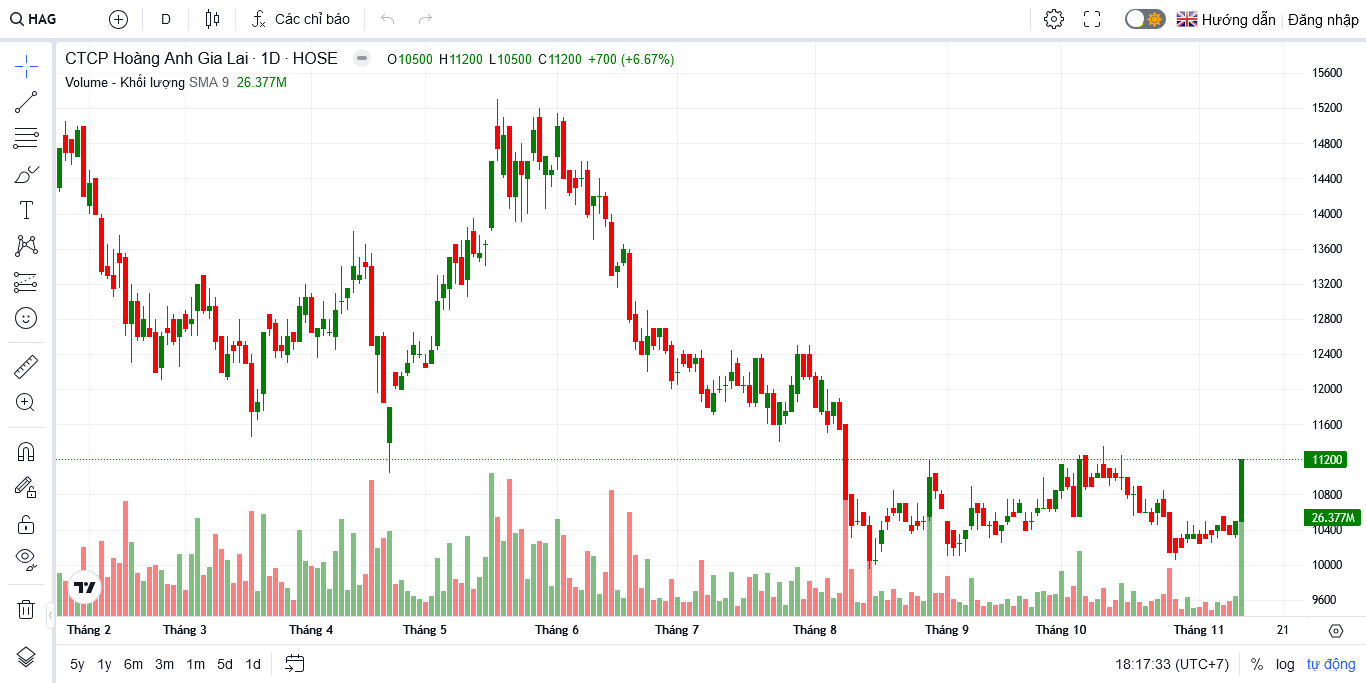 HAG D Các chỉ báo Hướng dẫn Đăng nhập
CTCP Hoàng Anh Gia Lai · 1D · HOSE O10500 H11200 L10500 C11200 +700 (+6.67%)
Volume - Khối lượng SMA 9 26.377M
15600
15200
14800
14400
14000
13600
13200
12800
12400
12000
11600
11200
10800
26.377M
10400
10000
9600
Tháng 2 Tháng 3 Tháng 4 Tháng 5 Tháng 6 Tháng 7 Tháng 8 Tháng 9 Tháng 10 Tháng 11 21
5y 1y 6m 3m 1m 5d 1d 18:17:33 (UTC+7) % log tự động